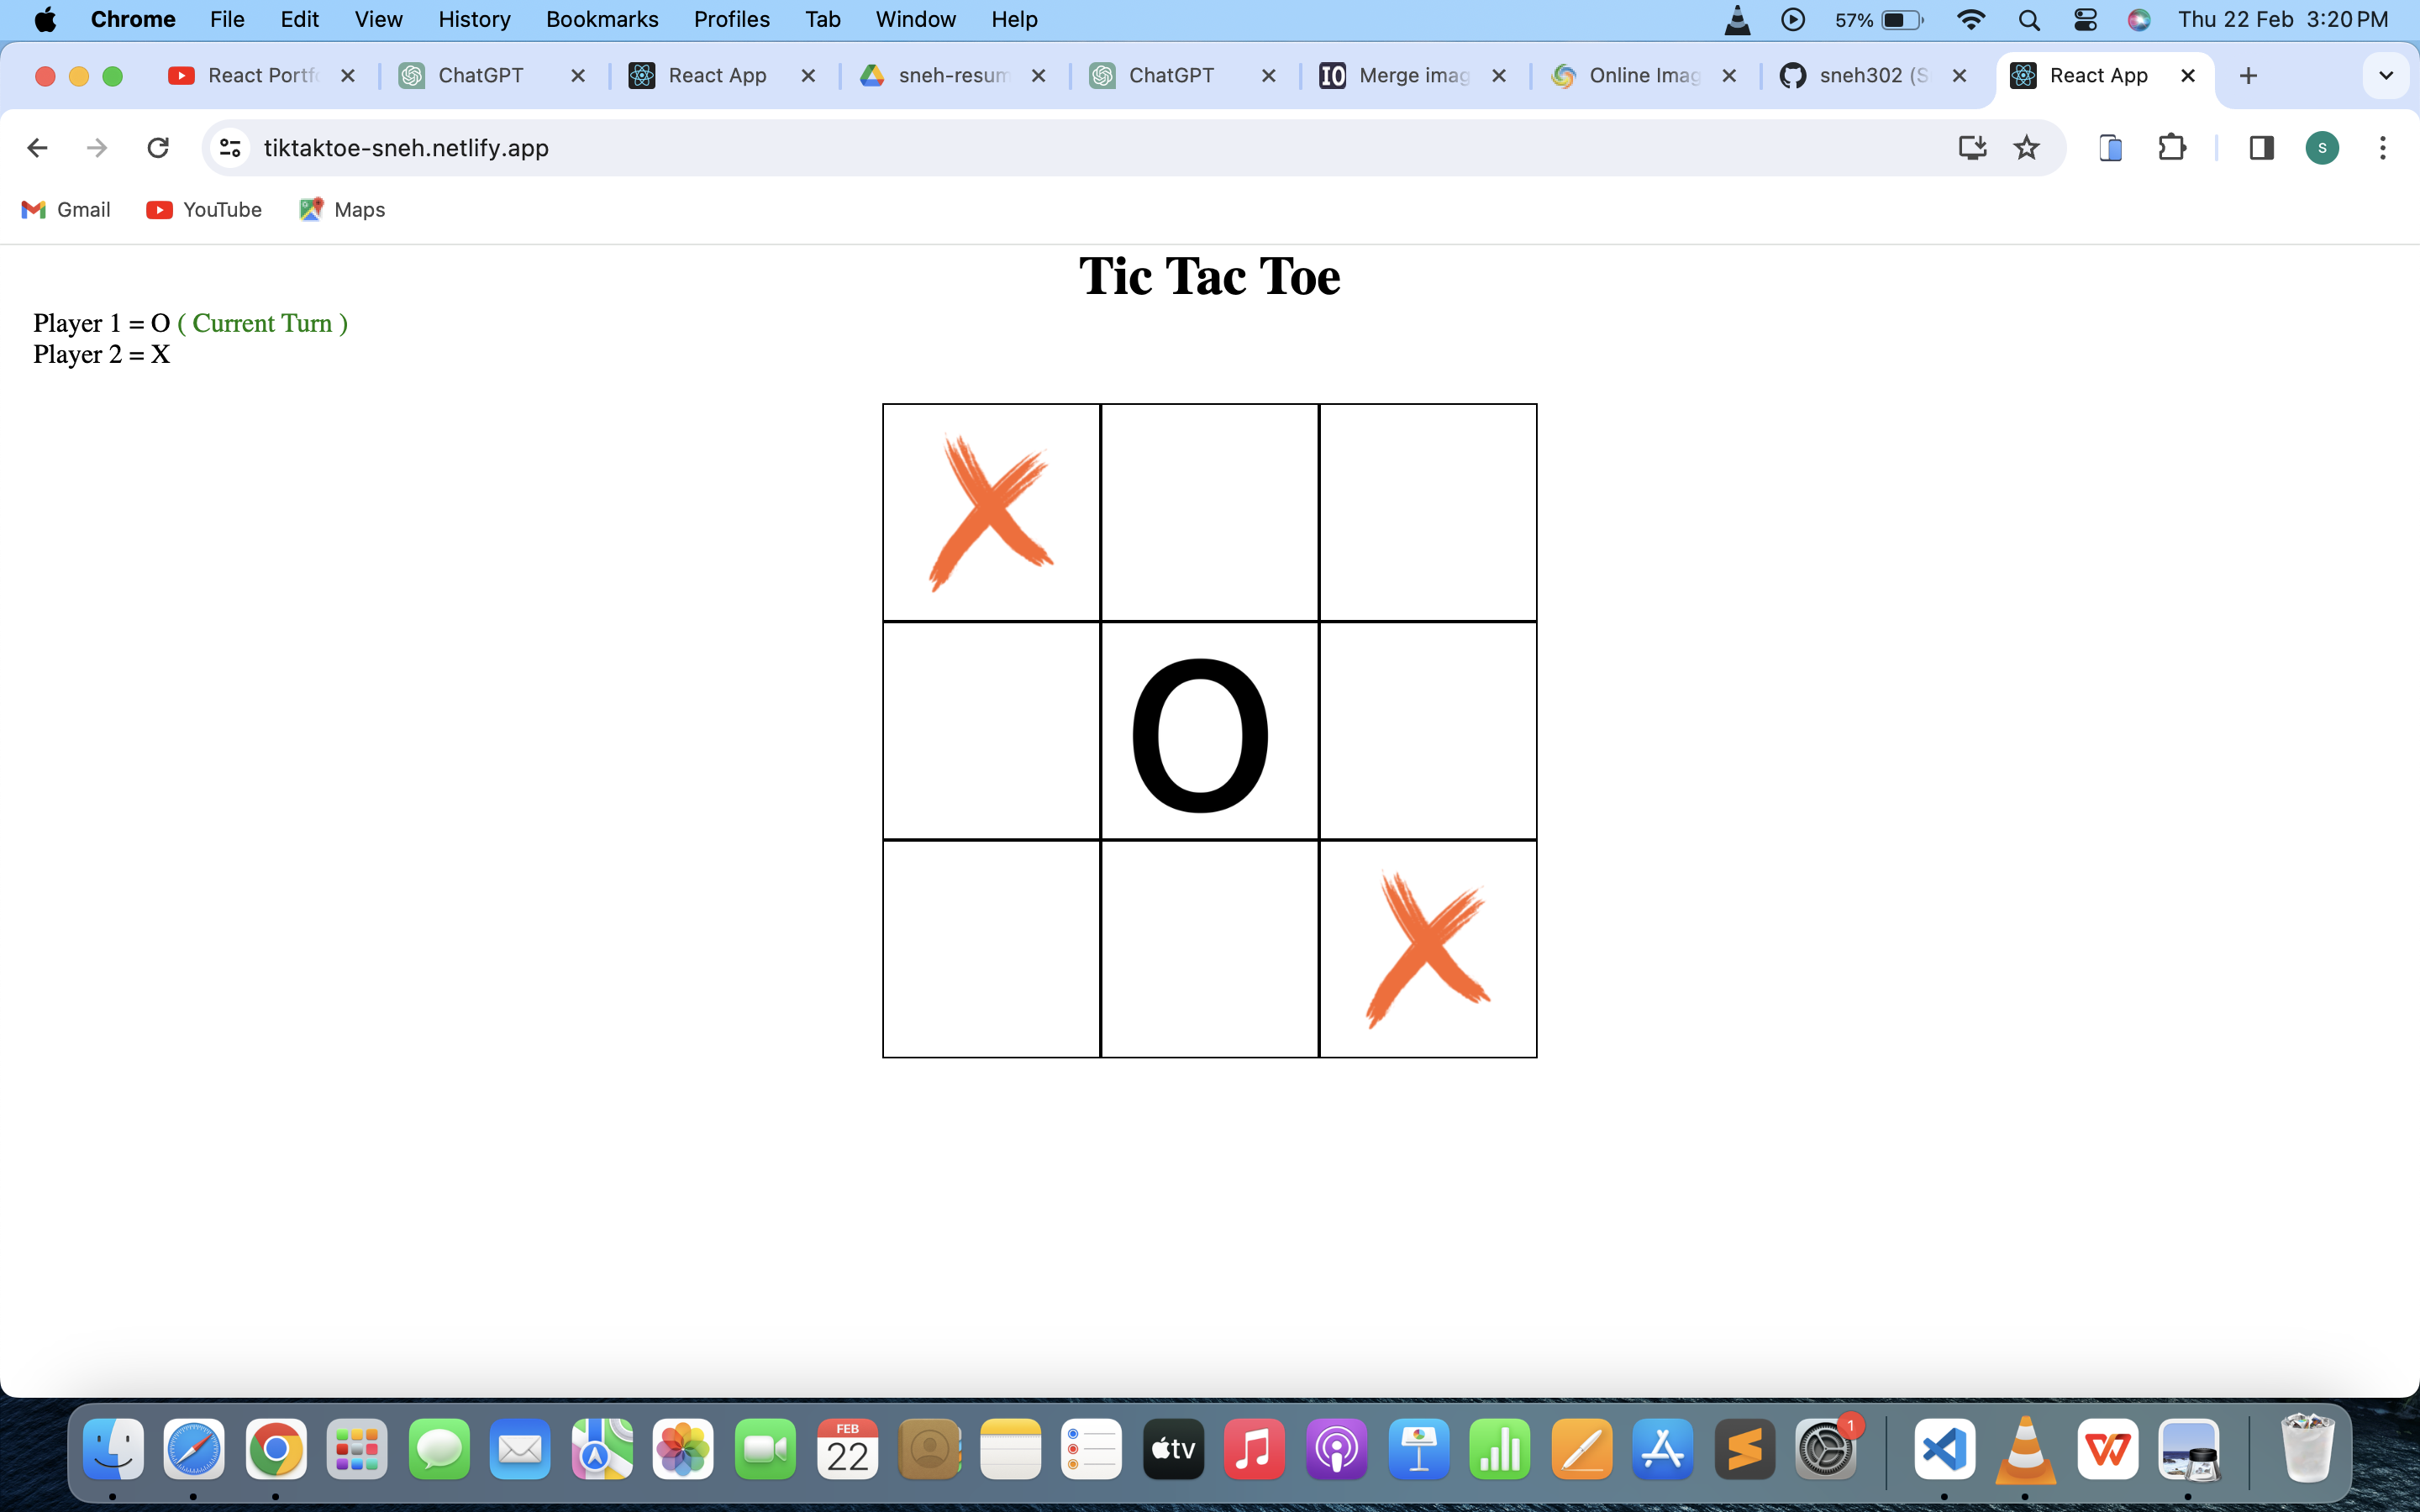 Chrome File Edit View History Bookmarks Profiles Tab Window Help 57% Thu 22 Feb 3:20 PM
React Portfo ChatGPT React App sneh-resum ChatGPT IO Merge imag Online Imag sneh302 (S React App
tiktaktoe-sneh.netlify.app S
Gmail YouTube Maps
Tic Tac Toe
Player 1 = O ( Current Turn )
Player 2 = X
X
O
X
FEB
22
tv
1